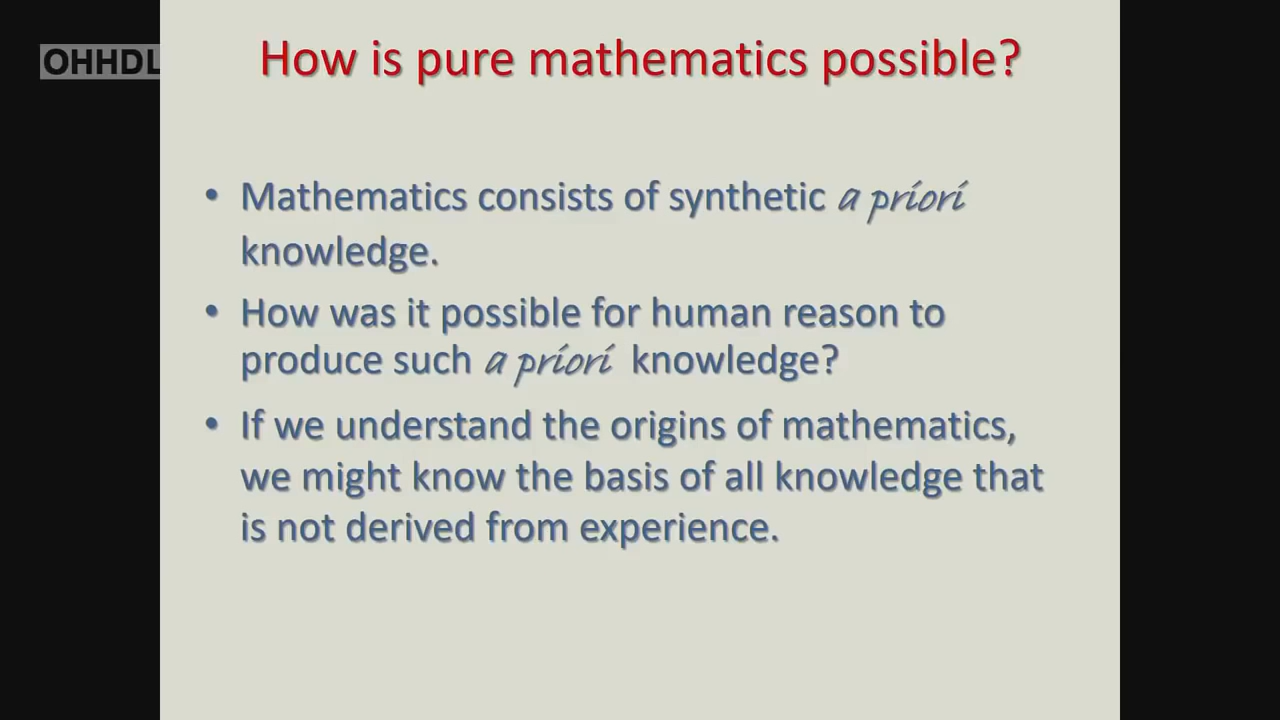 OHHDL
How is pure mathematics possible?
• Mathematics consists of synthetic a priori
knowledge.
• How was it possible for human reason to
produce such a priori knowledge?
• If we understand the origins of mathematics,
we might know the basis of all knowledge that
is not derived from experience.